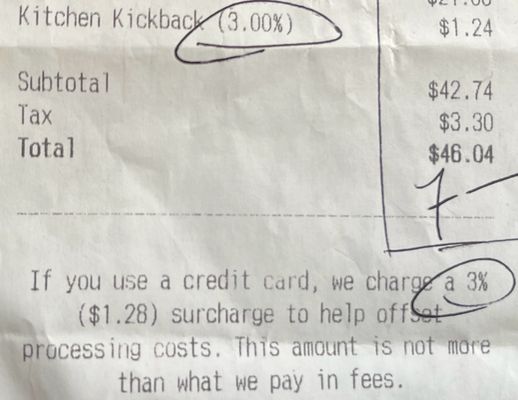 Kitchen Kickback (3.00%) $1.24
Subtotal $42.74
Tax $3.30
Total $46.04
If you use a credit card, we charge a 3%
($1.28) surcharge to help offset
processing costs. This amount is not more
than what we pay in fees.